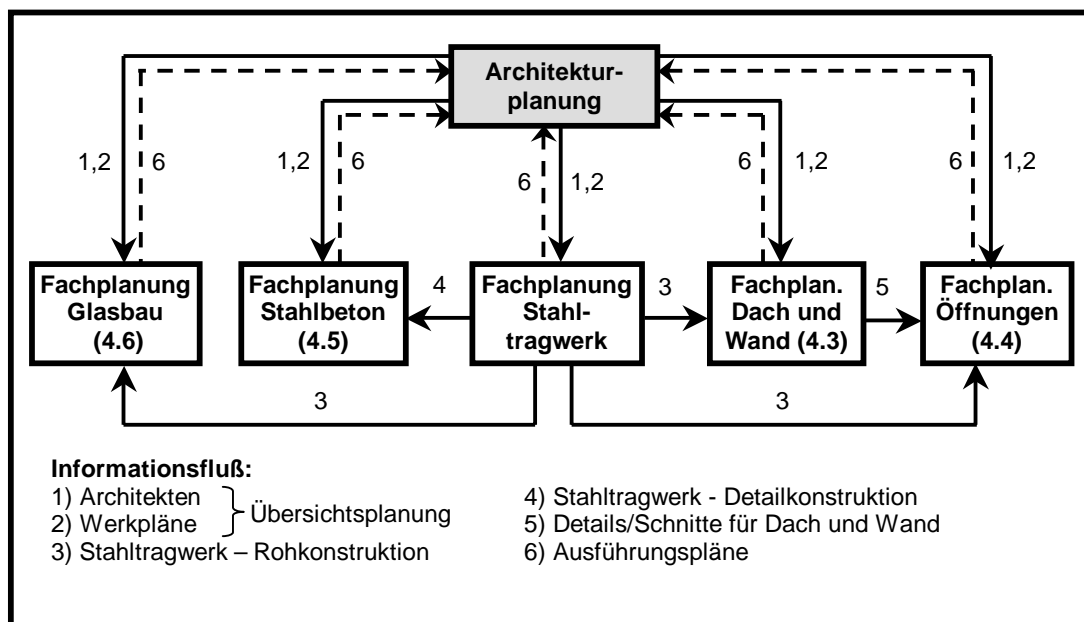 Architektur-
planung
1,2
6
1,2
6
6
1,2
6
1,2
6
1,2
Fachplanung
Glasbau
(4.6)
Fachplanung
Stahlbeton
(4.5)
4
Fachplanung
Stahl-
tragwerk
3
Fachplan.
Dach und
Wand (4.3)
5
Fachplan.
Öffnungen
(4.4)
3
3
Informationsfluß:
1) Architekten
2) Werkpläne
Übersichtsplanung
3) Stahltragwerk – Rohkonstruktion
4) Stahltragwerk - Detailkonstruktion
5) Details/Schnitte für Dach und Wand
6) Ausführungspläne